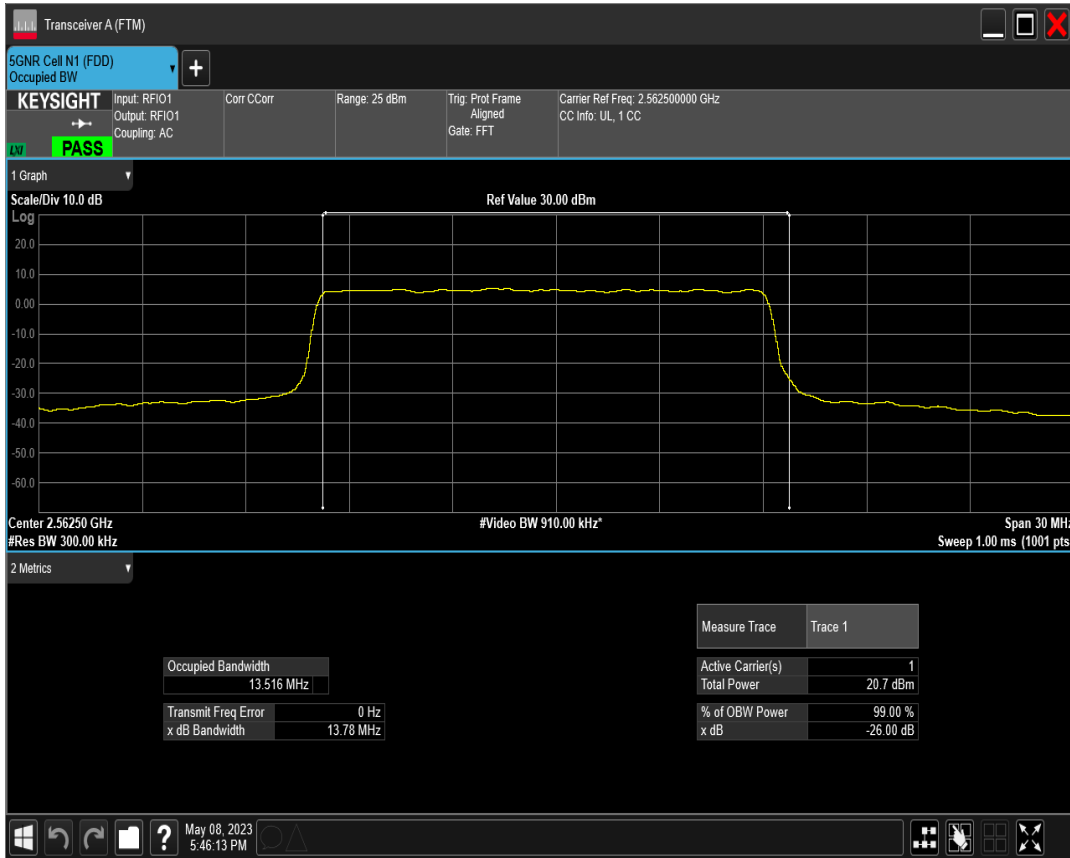 Transceiver A (FTM)
5GNR Cell N1 (FDD)
Occupied BW
+
KEYSIGHT
LXI
PASS
Input: RFIO1
Output: RFIO1
Coupling: AC
Corr CCorr
Range: 25 dBm
Trig: Prot Frame
Aligned
Gate: FFT
Carrier Ref Freq: 2.562500000 GHz
CC Info: UL, 1 CC
1 Graph
Scale/Div 10.0 dB
Ref Value 30.00 dBm
Log
20.0
10.0
0.00
-10.0
-20.0
-30.0
-40.0
-50.0
-60.0
Center 2.56250 GHz
#Video BW 910.00 kHz*
Span 30 MHz
#Res BW 300.00 kHz
Sweep 1.00 ms (1001 pts
2 Metrics
Measure Trace Trace 1
Occupied Bandwidth
13.516 MHz
Active Carrier(s) 1
Total Power 20.7 dBm
Transmit Freq Error 0 Hz
x dB Bandwidth 13.78 MHz
% of OBW Power 99.00 %
x dB -26.00 dB
?
May 08, 2023
5:46:13 PM